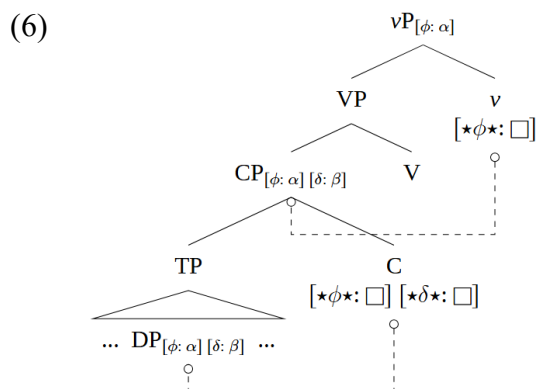 (6)
vP[ϕ: α]
VP v
[⋆ϕ⋆: □]
CP[ϕ: α] [δ: β] V
TP C
[⋆ϕ⋆: □] [⋆δ⋆: □]
... DP[ϕ: α] [δ: β] ...